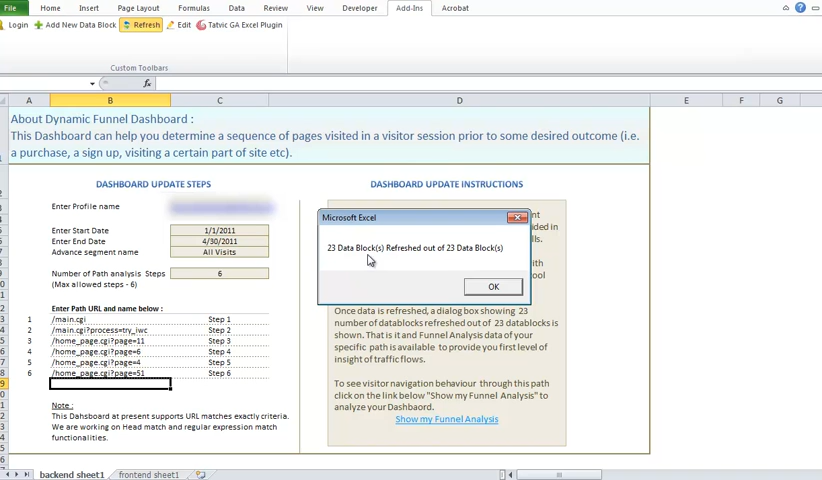 File Home Insert Page Layout Formulas Data Review View Developer Add-Ins Acrobat
Login Add New Data Block Refresh Edit Tatvic GA Excel Plugin
Custom Toolbars
fx
A B C D E F G
About Dynamic Funnel Dashboard :
This Dashboard can help you determine a sequence of pages visited in a visitor session prior to some desired outcome (i.e.
a purchase, a sign up, visiting a certain part of site etc).
DASHBOARD UPDATE STEPS
Enter Profile name
Enter Start Date 1/1/2011
Enter End Date 4/30/2011
Advance segment name All Visits
Number of Path analysis Steps 6
(Max allowed steps - 6)
Enter Path URL and name below :
1 /main.cgi Step 1
2 /main.cgi?process=try_iwc Step 2
3 /home_page.cgi?page=11 Step 3
4 /home_page.cgi?page=6 Step 4
5 /home_page.cgi?page=4 Step 5
6 /home_page.cgi?page=51 Step 6
Note :
This Dahsboard at present supports URL matches exactly criteria.
We are working on Head match and regular expression match
functionalities.
DASHBOARD UPDATE INSTRUCTIONS
Microsoft Excel
23 Data Block(s) Refreshed out of 23 Data Block(s)
OK
Once data is refreshed, a dialog box showing 23
number of datablocks refreshed out of 23 datablocks is
shown. That is it and Funnel Analysis data of your
specific path is available to provide you first level of
insight of traffic flows.
To see visitor navigation behaviour through this path
click on the link below "Show my Funnel Analysis" to
analyze your Dashbaord.
Show my Funnel Analysis
backend sheet1 frontend sheet1